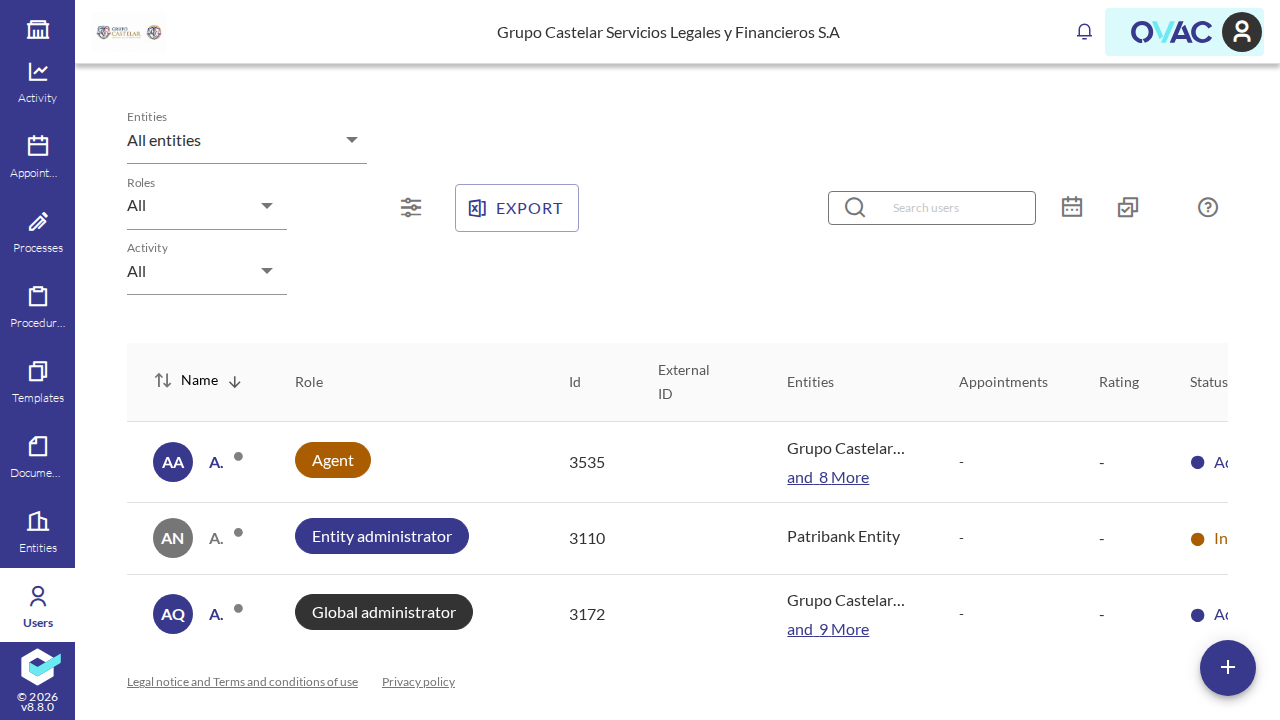 GRUPO
CASTELAR
Grupo Castelar Servicios Legales y Financieros S.A
OVAC
Activity
Appoint...
Processes
Procedur...
Templates
Docume...
Entities
Users
© 2026
v8.8.0
Entities
All entities
Roles
All
EXPORT
Search users
Activity
All
Name
Role
Id
External
ID
Entities
Appointments
Rating
Status
AA
A.
Agent
3535
Grupo Castelar...
and 8 More
-
-
AN
A.
Entity administrator
3110
Patribank Entity
-
-
In
AQ
A.
Global administrator
3172
Grupo Castelar...
and 9 More
-
-
Legal notice and Terms and conditions of use
Privacy policy